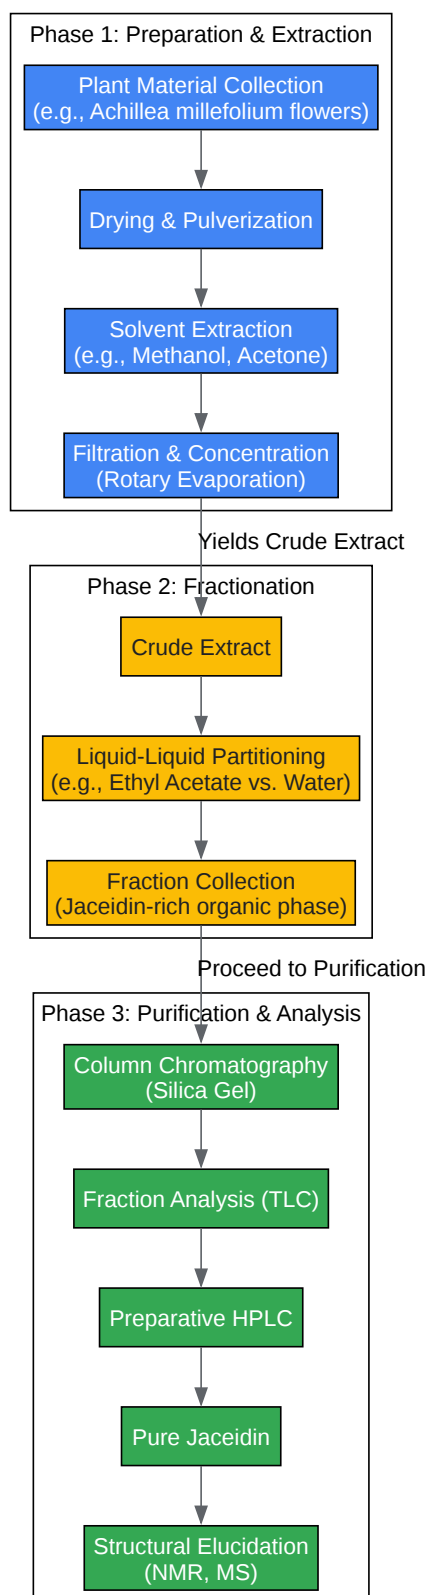 Phase 1: Preparation & Extraction
Plant Material Collection
(e.g., Achillea millefolium flowers)
Drying & Pulverization
Solvent Extraction
(e.g., Methanol, Acetone)
Filtration & Concentration
(Rotary Evaporation)
Yields Crude Extract
Phase 2: Fractionation
Crude Extract
Liquid-Liquid Partitioning
(e.g., Ethyl Acetate vs. Water)
Fraction Collection
(Jaceidin-rich organic phase)
Proceed to Purification
Phase 3: Purification & Analysis
Column Chromatography
(Silica Gel)
Fraction Analysis (TLC)
Preparative HPLC
Pure Jaceidin
Structural Elucidation
(NMR, MS)